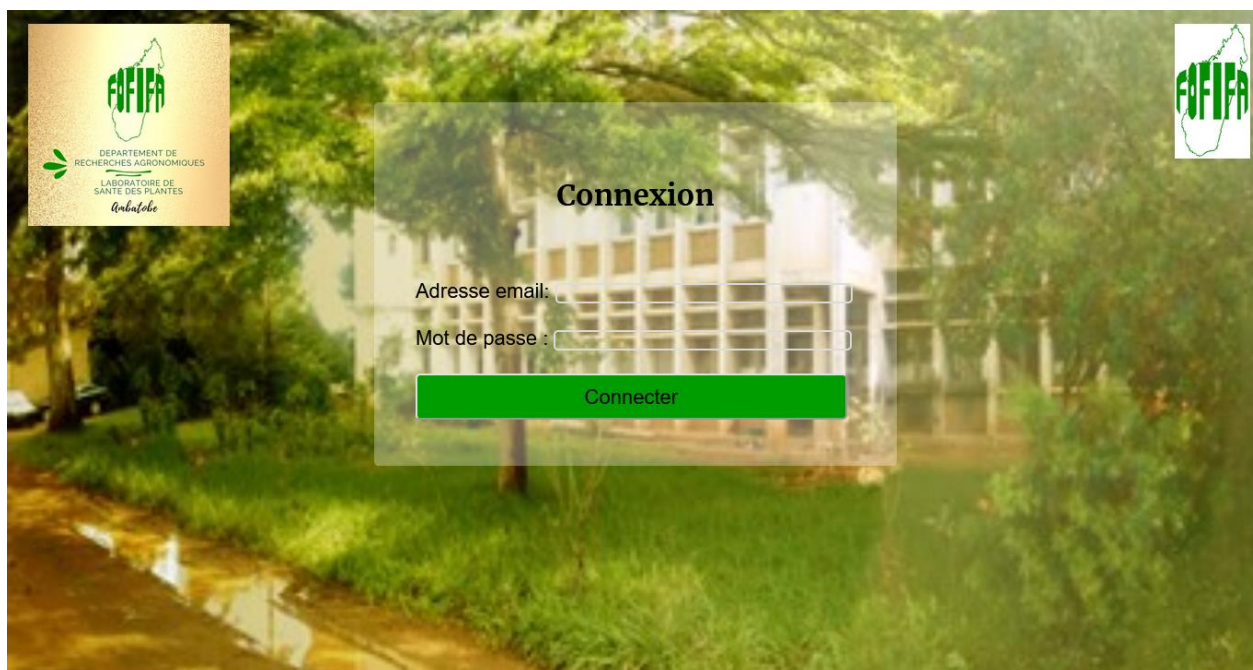 FOFIFA
DEPARTEMENT DE
RECHERCHES AGRONOMIQUES
LABORATOIRE DE
SANTE DES PLANTES
Ambatobe
FOFIFA
Connexion
Adresse email:
Mot de passe :
Connecter